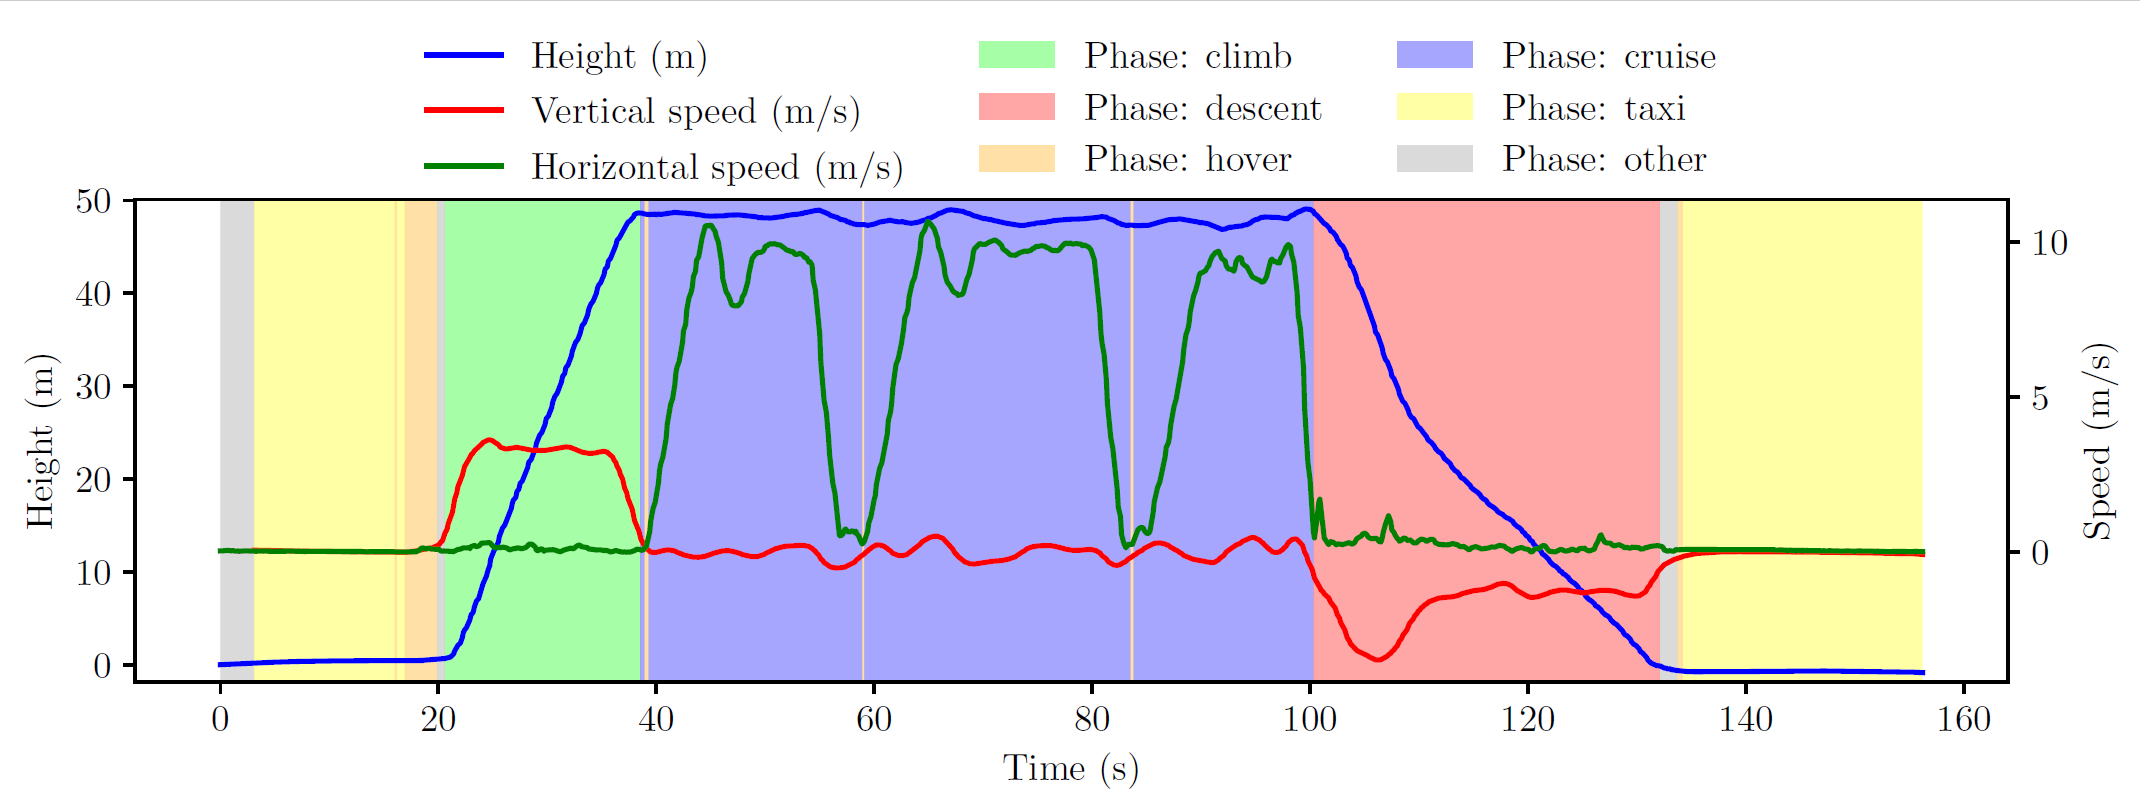 Height (m)
Vertical speed (m/s)
Horizontal speed (m/s)
Phase: climb
Phase: descent
Phase: hover
Phase: cruise
Phase: taxi
Phase: other
Height (m)
50
40
30
20
10
0
0 20 40 60 80 100 120 140 160
Time (s)
10
5
0
Speed (m/s)